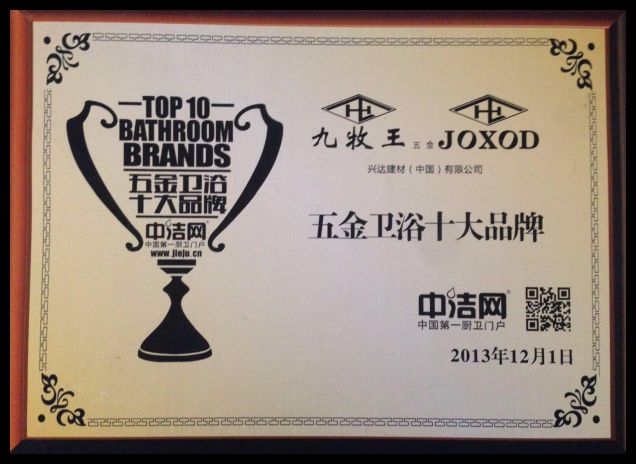 TOP 10
BATHROOM
BRANDS
五金卫浴
十大品牌
中洁网
中国第一厨卫门户
www.jieju.cn
九牧王 五金 JOXOD
兴达建材（中国）有限公司
五金卫浴十大品牌
中洁网
中国第一厨卫门户
2013年12月1日